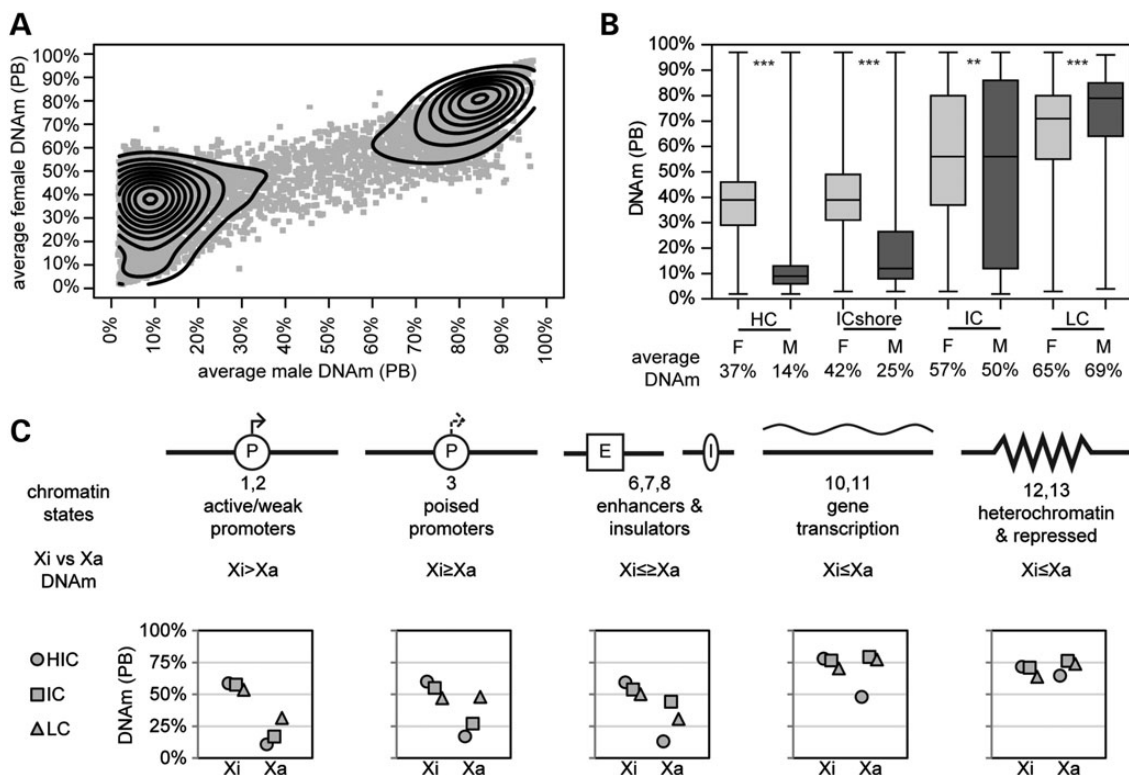 A
average female DNAm (PB)
100%
90%
80%
70%
60%
50%
40%
30%
20%
10%
0%
0%
10%
20%
30%
40%
50%
60%
70%
80%
90%
100%
average male DNAm (PB)
B
DNAm (PB)
100%
90%
80%
70%
60%
50%
40%
30%
20%
10%
0%
*** *** ** ***
HC ICshore IC LC
F M F M F M F M
average
DNAm
37% 14% 42% 25% 57% 50% 65% 69%
C
P P E I
chromatin
states
1,2
active/weak
promoters
3
poised
promoters
6,7,8
enhancers &
insulators
10,11
gene
transcription
12,13
heterochromatin
& repressed
Xi vs Xa
DNAm
Xi>Xa Xi≥Xa Xi≤≥Xa Xi≤Xa Xi≤Xa
HIC
IC
LC
DNAm (PB)
100%
75%
50%
25%
0%
Xi Xa Xi Xa Xi Xa Xi Xa Xi Xa